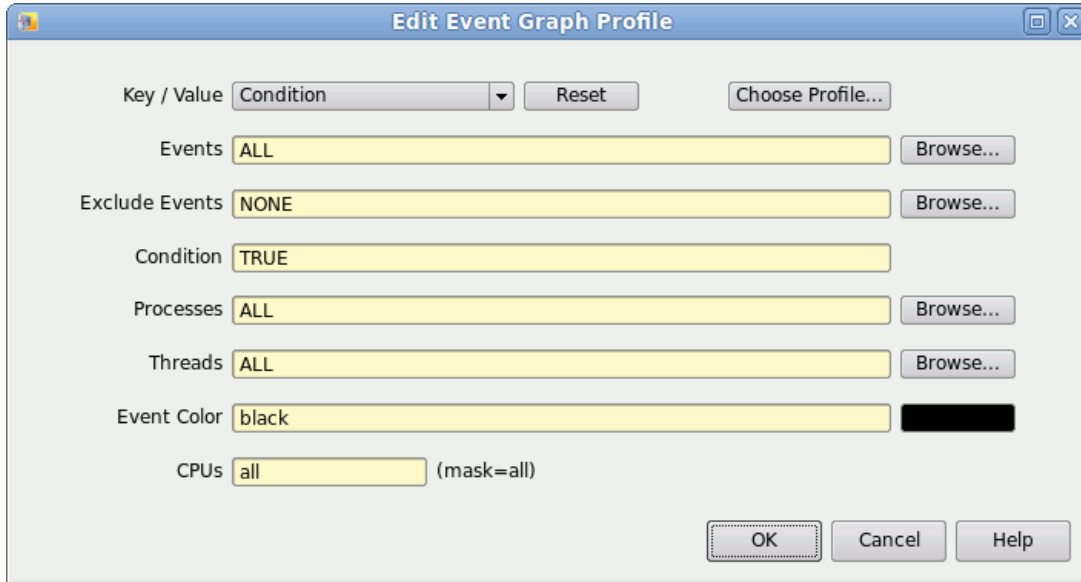 Edit Event Graph Profile
Key / Value Condition Reset Choose Profile...
Events ALL Browse...
Exclude Events NONE Browse...
Condition TRUE
Processes ALL Browse...
Threads ALL Browse...
Event Color black
CPUs all (mask=all)
OK Cancel Help